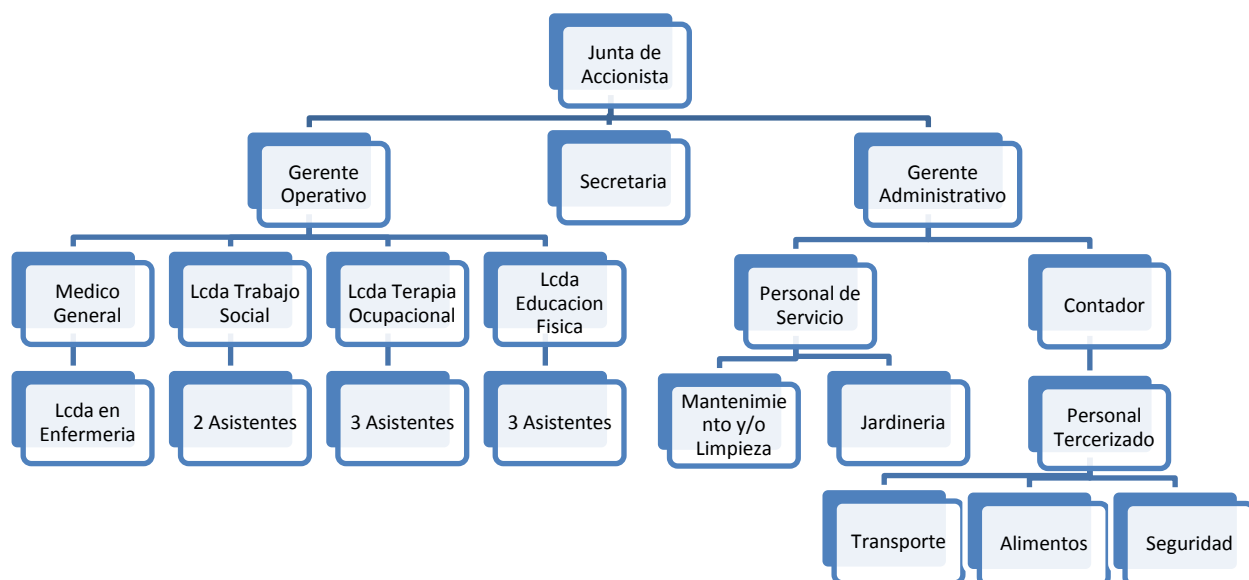 Junta de
Accionista
Gerente
Operativo
Secretaria
Gerente
Administrativo
Medico
General
Lcda Trabajo
Social
Lcda Terapia
Ocupacional
Lcda
Educacion
Fisica
Personal de
Servicio
Contador
Lcda en
Enfermeria
2 Asistentes
3 Asistentes
3 Asistentes
Mantenimie
nto y/o
Limpieza
Jardineria
Personal
Tercerizado
Transporte
Alimentos
Seguridad